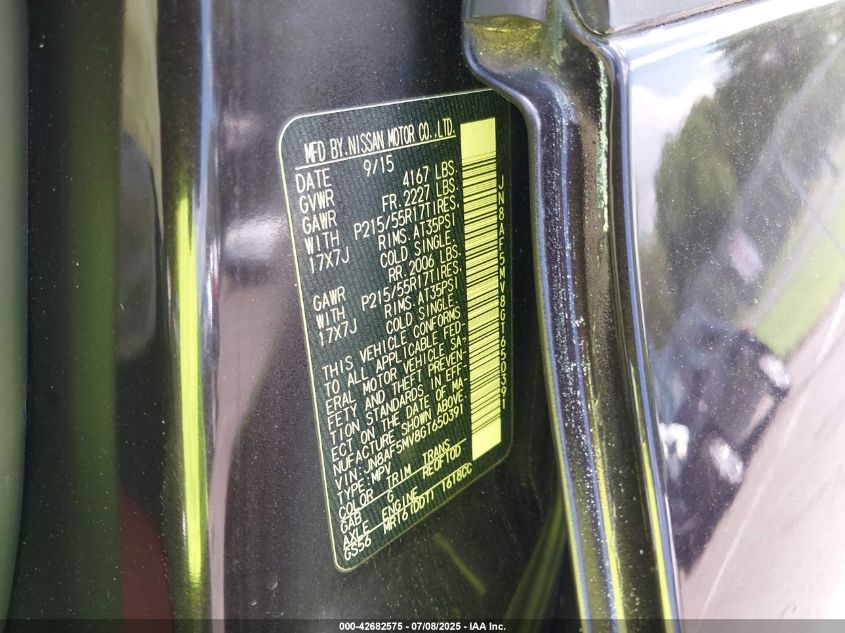 MFD BY.NISSAN MOTOR CO.,LTD.
DATE 9/15
GVWR 4167 LBS.
GAWR FR. 2227 LBS.
WITH P215/55R17TIRES.
17X7J RIMS.AT35PSI
COLD SINGLE.
GAWR RR. 2006 LBS.
WITH P215/55R17TIRES.
17X7J RIMS.AT35PSI
COLD SINGLE.
THIS VEHICLE CONFORMS
TO ALL APPLICABLE FED-
ERAL MOTOR VEHICLE SA-
FETY AND THEFT PREVEN-
TION STANDARDS IN EFF-
ECT ON THE DATE OF MA-
NUFACTURE SHOWN ABOVE.
VIN: JN8AF5MV8GT650391
TYPE: MPV
COLOR TRIM TRANS
G
AXLE ENGINE
GS56 MR16DDT
JN8AF5MV8GT650391
000-42682575 - 07/08/2025 - IAA Inc.